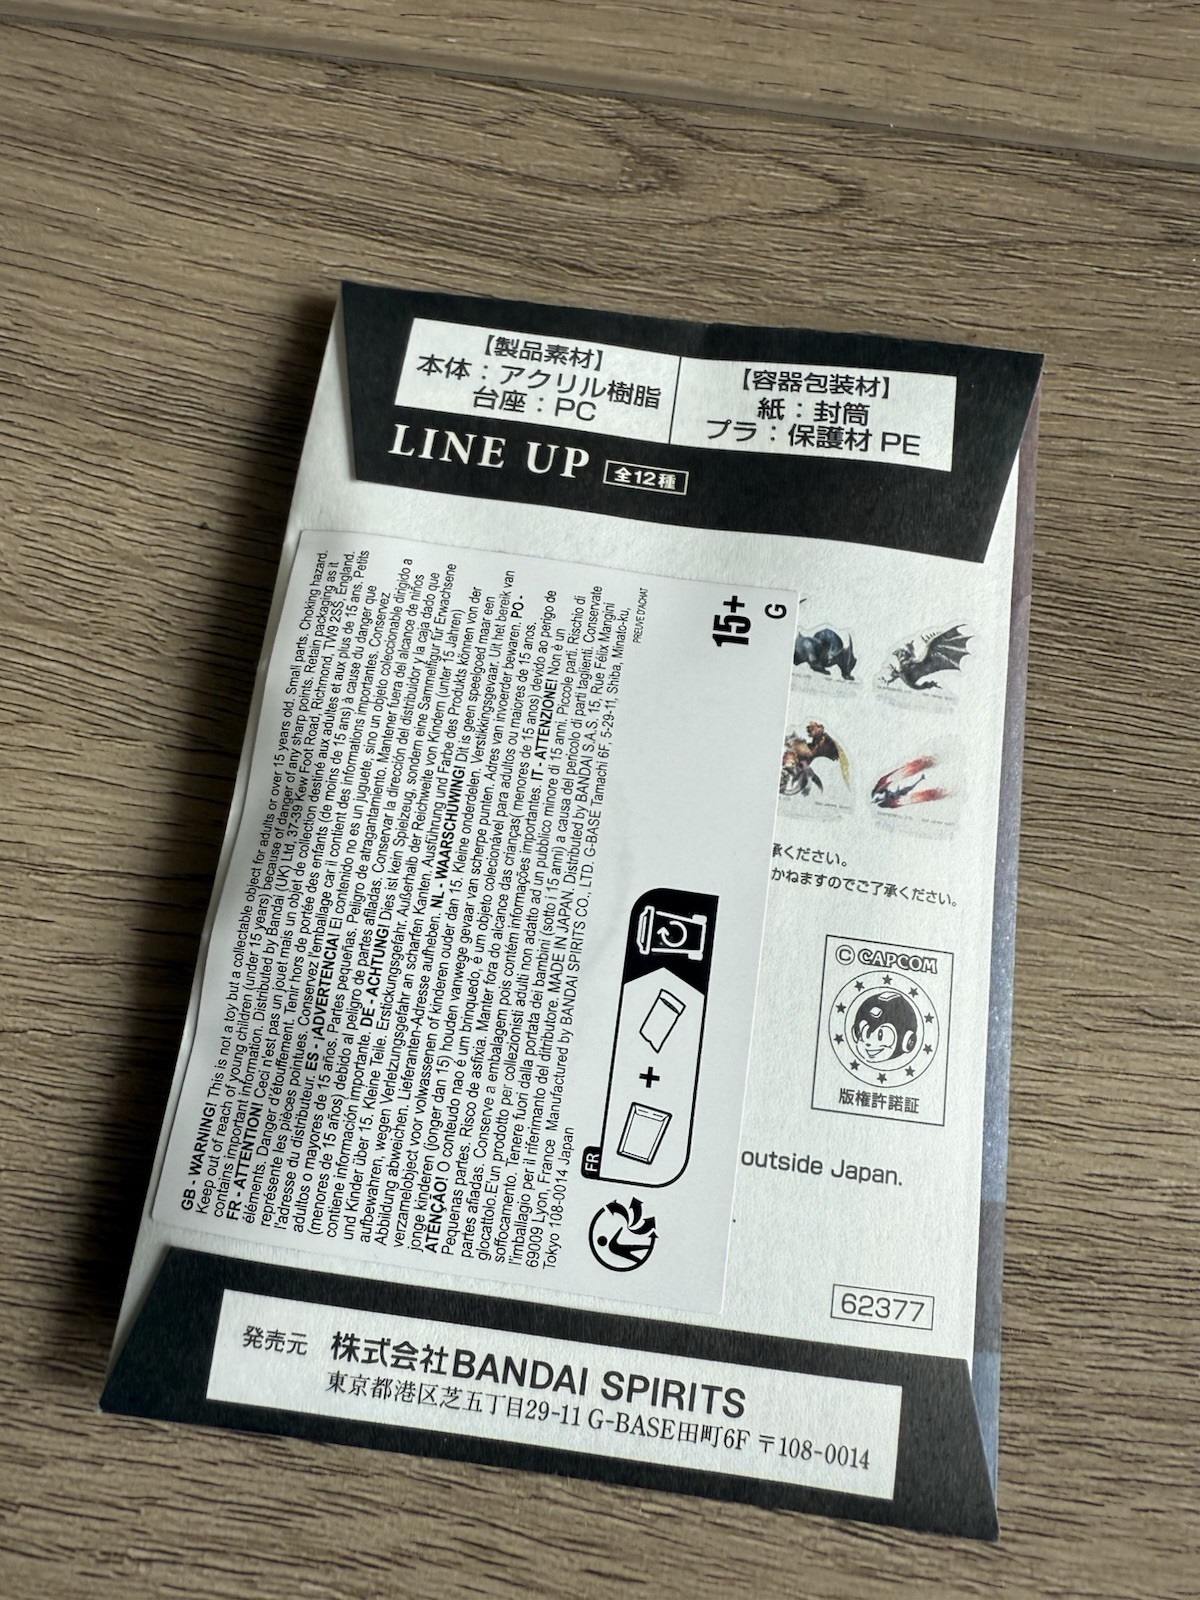 【製品素材】
本体：アクリル樹脂
台座：PC
【容器包装材】
紙：封筒
プラ：保護材 PE
LINE UP 全12種
GB - WARNING! This is not a toy but a collectable object for adults or over 15 years old. Small parts. Choking hazard.
Keep out of reach of young children (under 15 years) because of danger of any sharp points. Retain packaging as it
contains important information. Distributed by Bandai (UK) Ltd, 37-39 Kew Foot Road, Richmond, TW9 2SS, England.
FR - ATTENTION! Ceci n'est pas un jouet mais un objet de collection destiné aux adultes et aux plus de 15 ans. Petits
éléments. Danger d'étouffement. Tenir hors de portée des enfants (de moins de 15 ans) à cause du danger que
représente les pièces pointues. Conservez l'emballage car il contient des informations importantes. Conservez
l'adresse du distributeur. ES - ¡ADVERTENCIA! El contenido no es un juguete, sino un objeto coleccionable dirigido a
adultos o mayores de 15 años. Partes pequeñas. Peligro de atragantamiento. Mantener fuera del alcance de niños
(menores de 15 años) debido al peligro de partes afiladas. Conservar la dirección del distribuidor y la caja dado que
contiene información importante. DE - ACHTUNG! Dies ist kein Spielzeug, sondern eine Sammelfigur für Erwachsene
und Kinder über 15. Kleine Teile. Erstickungsgefahr. Außerhalb der Reichweite von Kindern (unter 15 Jahren)
aufbewahren, wegen Verletzungsgefahr an scharfen Kanten. Ausführung und Farbe des Produkts können von der
Abbildung abweichen. Lieferanten-Adresse aufheben. NL - WAARSCHUWING! Dit is geen speelgoed maar een
verzamelobject voor volwassenen of kinderen ouder dan 15. Kleine onderdelen. Verstikkingsgevaar. Uit het bereik van
jonge kinderen (jonger dan 15) houden vanwege gevaar van scherpe punten. Adres van invoerder bewaren. PO -
ATENÇÃO! O conteudo nao é um brinquedo, é um objeto colecionável para adultos ou maiores de 15 anos.
Pequenas partes. Risco de asfixia. Manter fora do alcance das crianças( menores de 15 anos) devido ao perigo de
partes afiladas. Conserve a embalagem pois contém informações importantes. IT - ATTENZIONE! Non è un
giocattolo.E'un prodotto per collezionisti adulti non adatto ad un pubblico minore di 15 anni. Piccole parti. Rischio di
soffocamento. Tenere fuori dalla portata dei bambini (sotto i 15 anni) a causa del pericolo di parti taglienti. Conservate
l'imballagio per il riferimento del ditributore. MADE IN JAPAN. Distributed by BANDAI S.A.S, 15, Rue Félix Mangini
69009 Lyon, France Manufactured by BANDAI SPIRITS CO., LTD. G-BASE Tamachi 6F, 5-29-11, Shiba, Minato-ku,
Tokyo 108-0014 Japan
PREUVE D'ACHAT
15+
G
FR
+
承ください。
かねますのでご了承ください。
© CAPCOM
版権許諾証
outside Japan.
62377
発売元 株式会社BANDAI SPIRITS
東京都港区芝五丁目29-11 G-BASE田町6F 〒108-0014